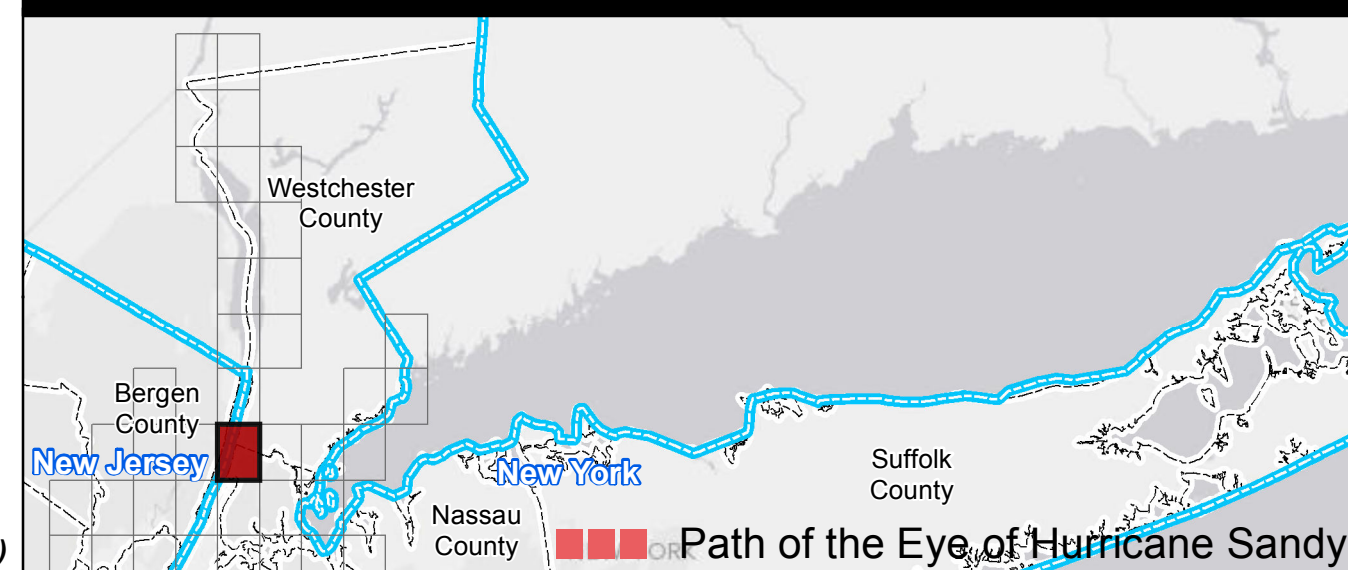 Westchester
County
Bergen
County
New Jersey
New York
Suffolk
County
Nassau
County
ORK
Path of the Eye of Hurricane Sandy
)